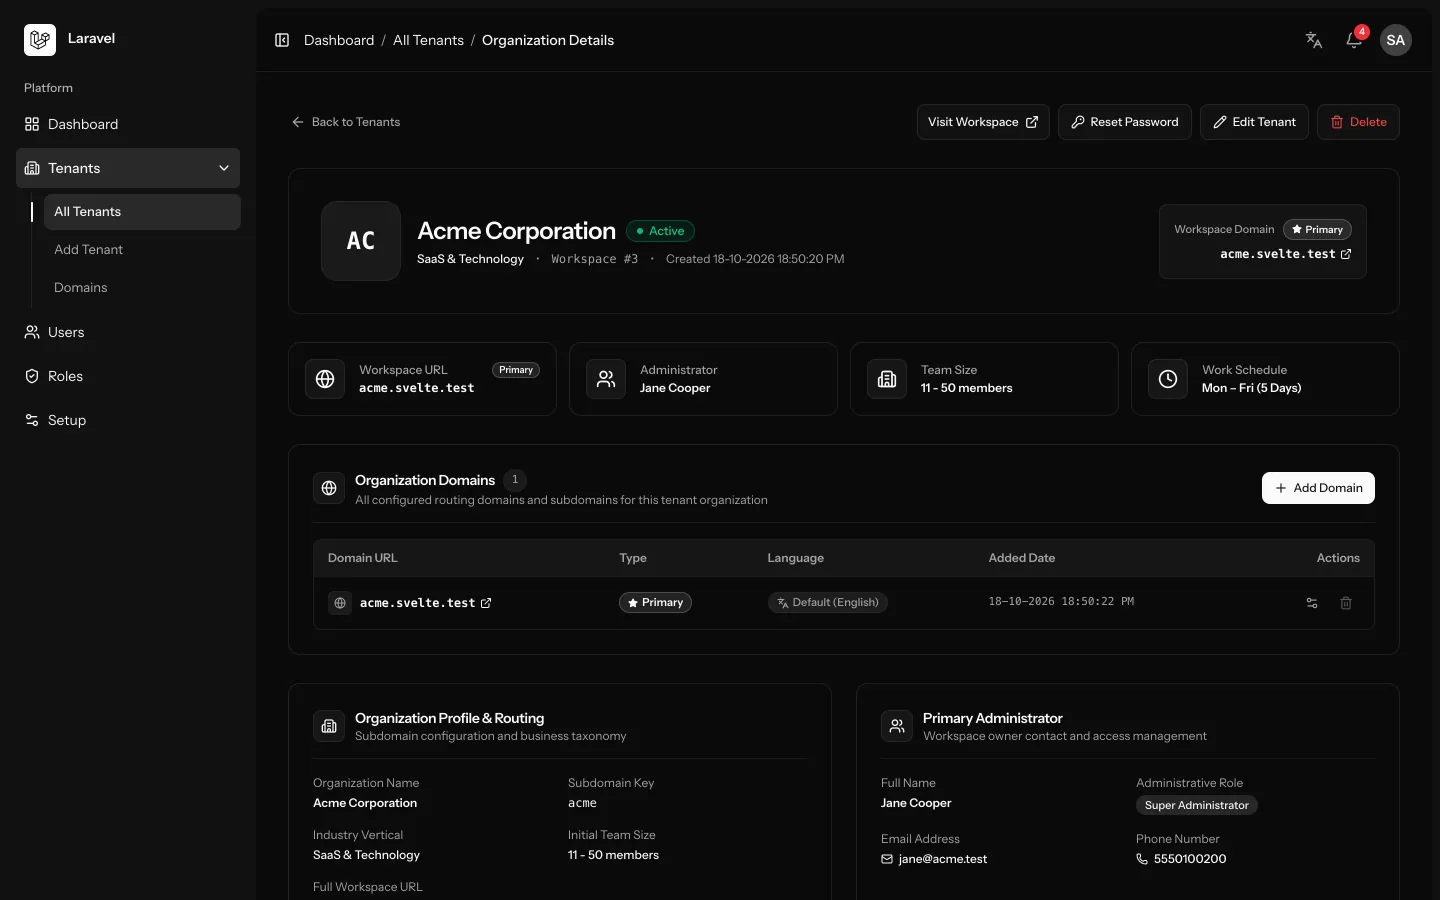 Laravel
Platform
Dashboard
Tenants
All Tenants
Add Tenant
Domains
Users
Roles
Setup
Dashboard / All Tenants / Organization Details
4
SA
Back to Tenants
Visit Workspace
Reset Password
Edit Tenant
Delete
AC
Acme Corporation
Active
SaaS & Technology • Workspace #3 • Created 18-10-2026 18:50:20 PM
Workspace Domain
Primary
acme.svelte.test
Workspace URL
Primary
acme.svelte.test
Administrator
Jane Cooper
Team Size
11 - 50 members
Work Schedule
Mon – Fri (5 Days)
Organization Domains 1
All configured routing domains and subdomains for this tenant organization
Add Domain
Domain URL Type Language Added Date Actions
acme.svelte.test Primary Default (English) 18-10-2026 18:50:22 PM
Organization Profile & Routing
Subdomain configuration and business taxonomy
Organization Name
Acme Corporation
Subdomain Key
acme
Industry Vertical
SaaS & Technology
Initial Team Size
11 - 50 members
Full Workspace URL
Primary Administrator
Workspace owner contact and access management
Full Name
Jane Cooper
Administrative Role
Super Administrator
Email Address
jane@acme.test
Phone Number
5550100200